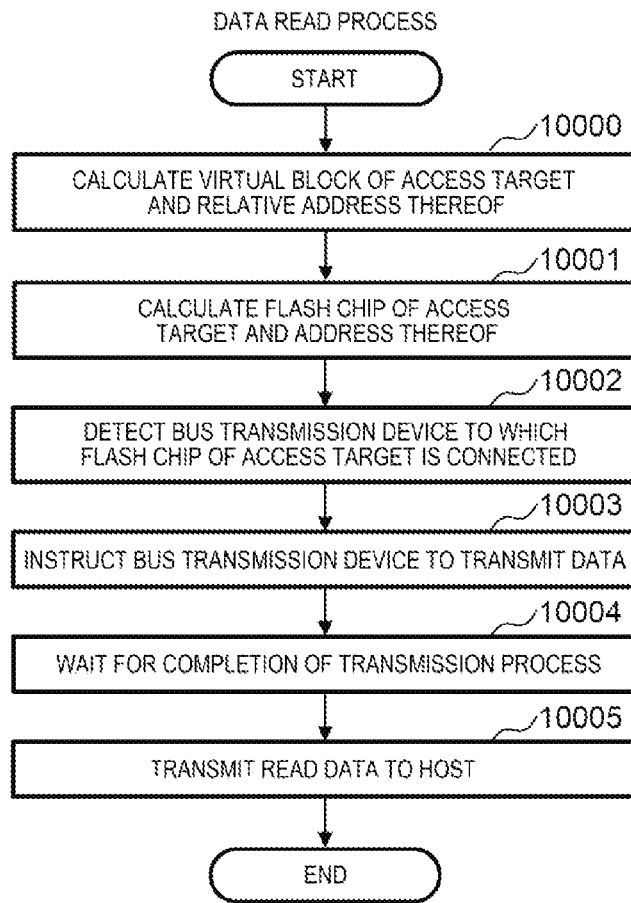 DATA READ PROCESS
START
10000
CALCULATE VIRTUAL BLOCK OF ACCESS TARGET
AND RELATIVE ADDRESS THEREOF
10001
CALCULATE FLASH CHIP OF ACCESS
TARGET AND ADDRESS THEREOF
10002
DETECT BUS TRANSMISSION DEVICE TO WHICH
FLASH CHIP OF ACCESS TARGET IS CONNECTED
10003
INSTRUCT BUS TRANSMISSION DEVICE TO TRANSMIT DATA
10004
WAIT FOR COMPLETION OF TRANSMISSION PROCESS
10005
TRANSMIT READ DATA TO HOST
END